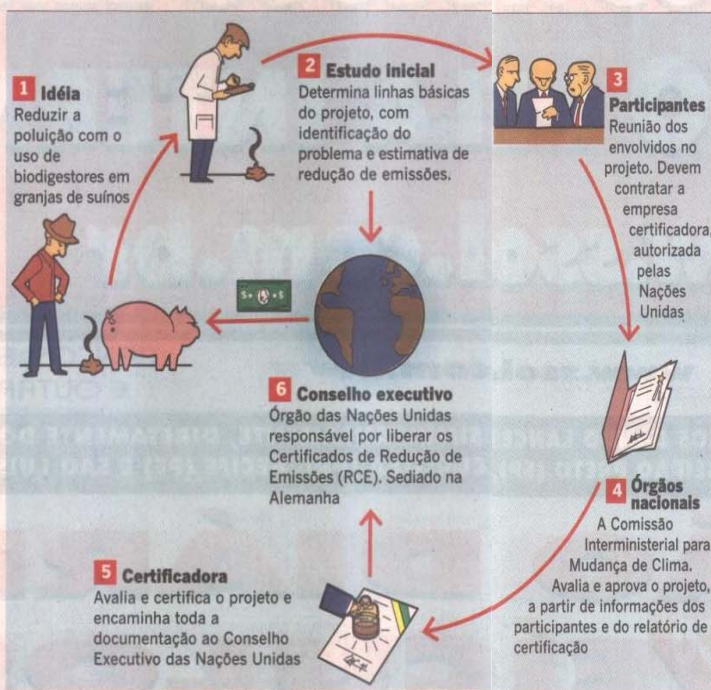 1 Idéia
Reduzir a
poluição com o
uso de
biodigestores em
granjas de suínos
2 Estudo inicial
Determina linhas básicas
do projeto, com
identificação do
problema e estimativa de
redução de emissões.
3
Participantes
Reunião dos
envolvidos no
projeto. Devem
contratar a
empresa
certificadora,
autorizada
pelas
Nações
Unidas
4 Órgãos
nacionais
A Comissão
Interministerial para
Mudança de Clima.
Avalia e aprova o projeto,
a partir de informações dos
participantes e do relatório de
certificação
5 Certificadora
Avalia e certifica o projeto e
encaminha toda a
documentação ao Conselho
Executivo das Nações Unidas
6 Conselho executivo
Órgão das Nações Unidas
responsável por liberar os
Certificados de Redução de
Emissões (RCE). Sediado na
Alemanha